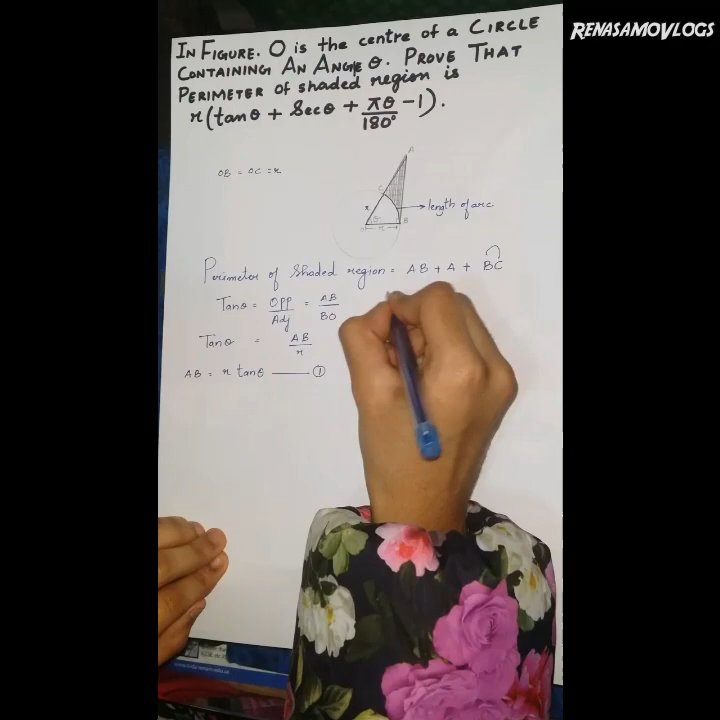 RENASAMOVLOGS
IN FIGURE. O is the centre of a CIRCLE
CONTAINING AN ANGLE θ. PROVE THAT
PERIMETER of shaded region is
r(tanθ + Secθ + πθ/180° -1).
OB = OC = r
A
C
r
length of arc
θ
B
O
r
Perimeter of shaded region = AB + A + B͡C
Tanθ = OPP/Adj = AB/BO
Tanθ = AB/r
AB = r tanθ —— ①